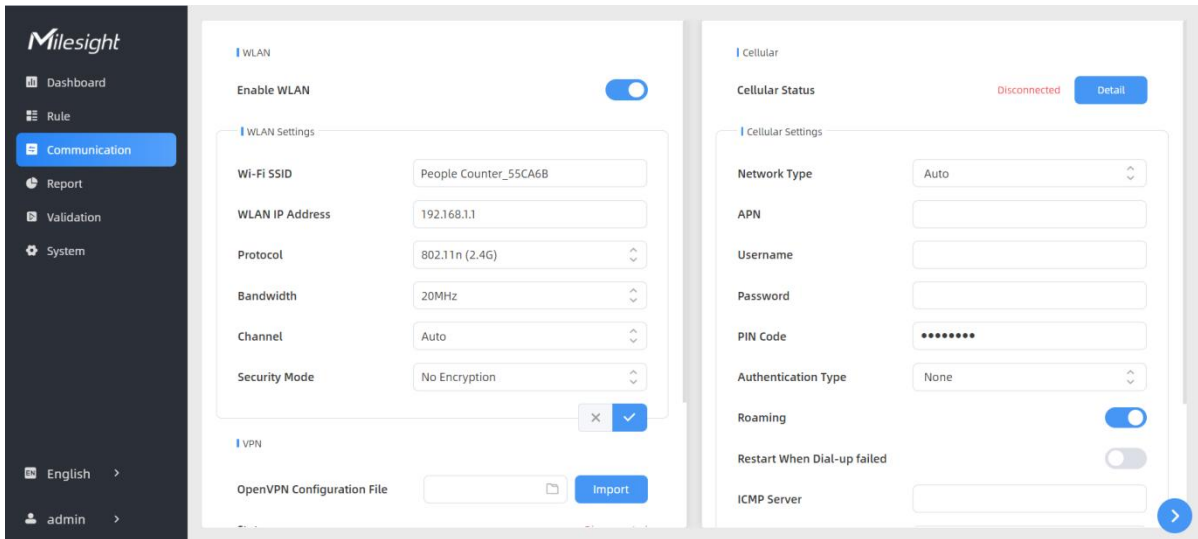 Milesight
Dashboard
Rule
Communication
Report
Validation
System
EN English
admin
WLAN
Enable WLAN
WLAN Settings
Wi-Fi SSID People Counter_55CA6B
WLAN IP Address 192.168.1.1
Protocol 802.11n (2.4G)
Bandwidth 20MHz
Channel Auto
Security Mode No Encryption
VPN
OpenVPN Configuration File Import
Cellular
Cellular Status Disconnected Detail
Cellular Settings
Network Type Auto
APN
Username
Password
PIN Code ••••••••
Authentication Type None
Roaming
Restart When Dial-up failed
ICMP Server